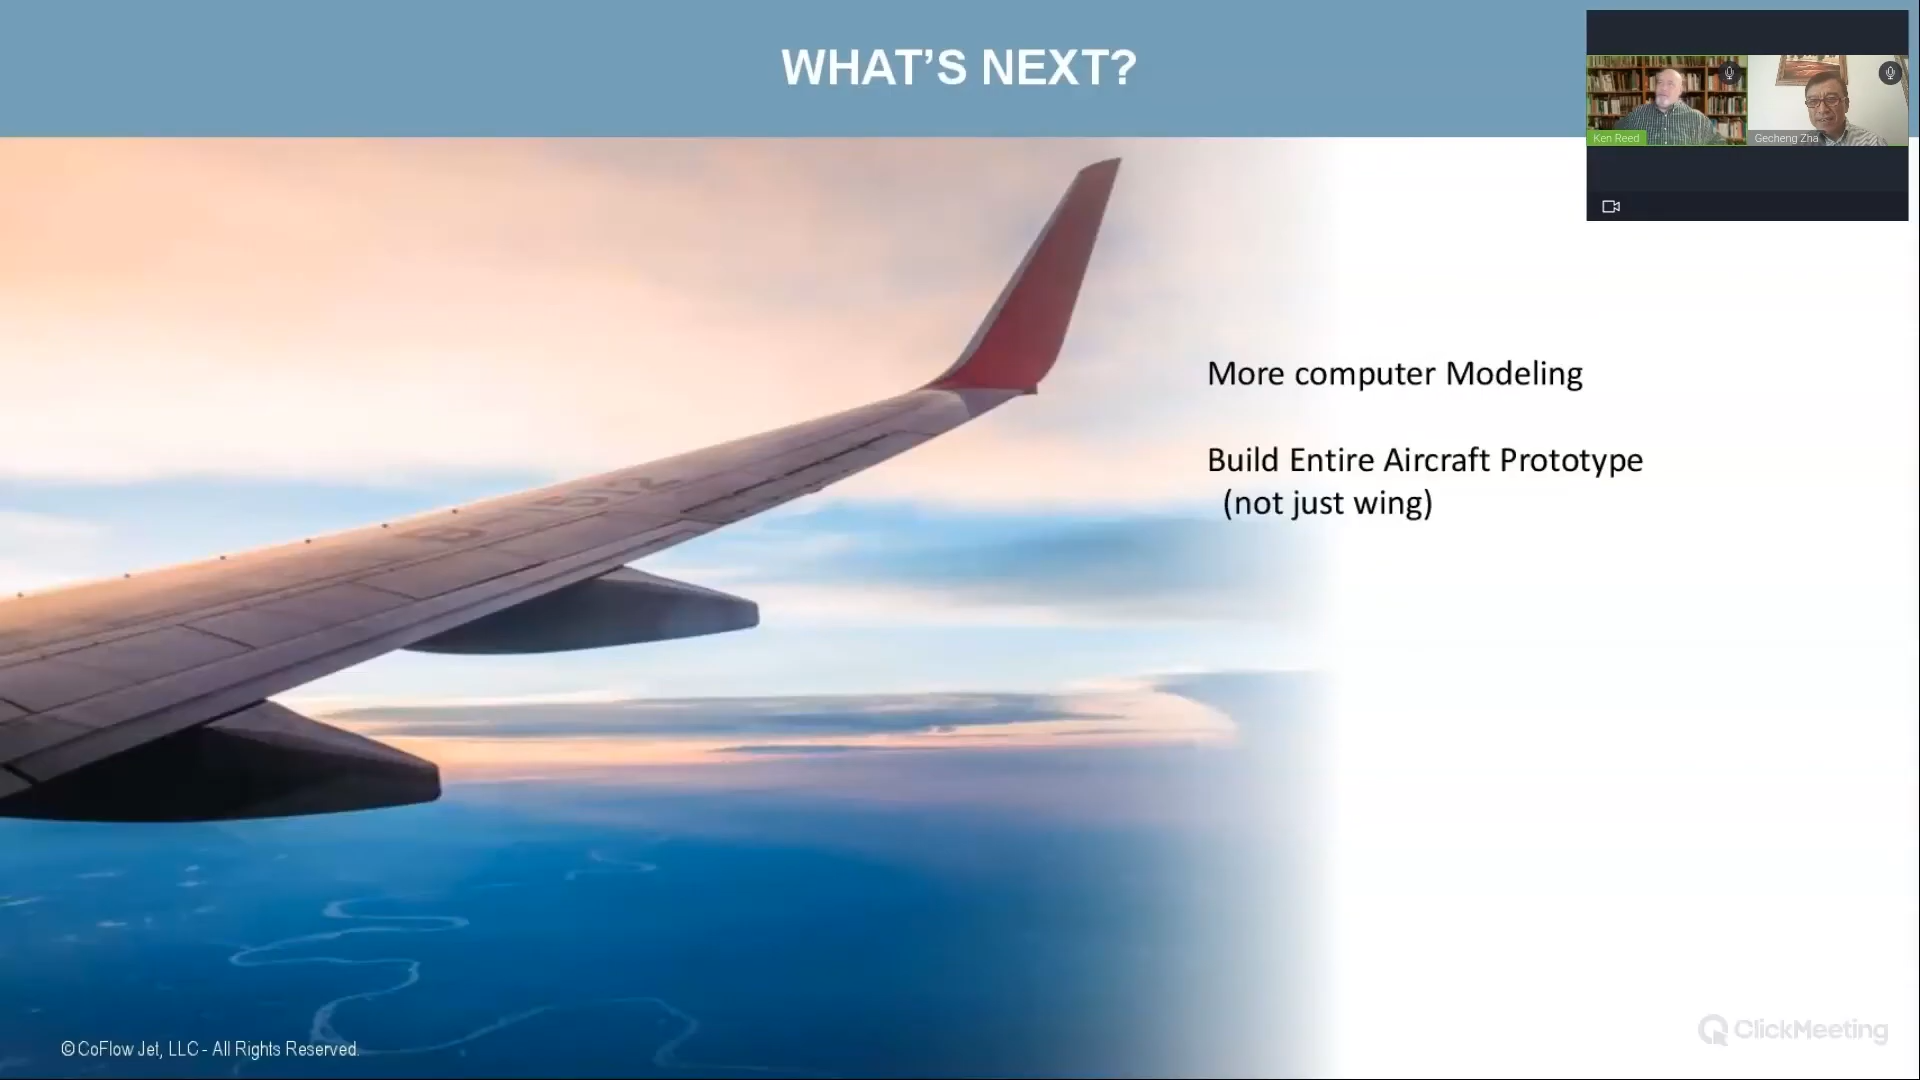 WHAT’S NEXT?
Ken Reed
Gecheng Zha
More computer Modeling
Build Entire Aircraft Prototype
(not just wing)
©CoFlow Jet, LLC - All Rights Reserved.
ClickMeeting